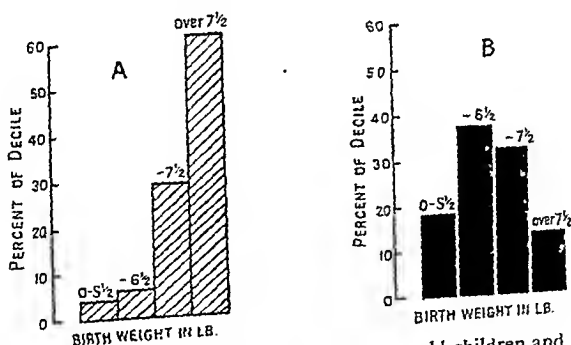 A
PERCENT OF DECILE
60
50
40
30
20
10
0
0-5½
-6½
-7½
over 7½
BIRTH WEIGHT IN LB.
B
PERCENT OF DECILE
60
50
40
30
20
10
0
0-5½
-6½
-7½
over 7½
BIRTH WEIGHT IN LB.
children and